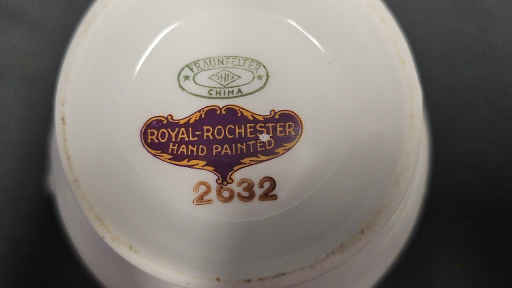 FRAUNFELTER
CHINA
ROYAL-ROCHESTER
HAND PAINTED
2632